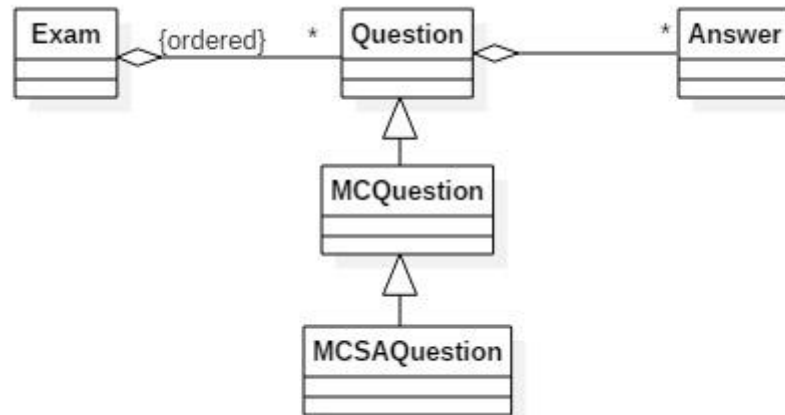 Exam
{ordered}
*
Question
*
Answer
MCQuestion
MCSAQuestion